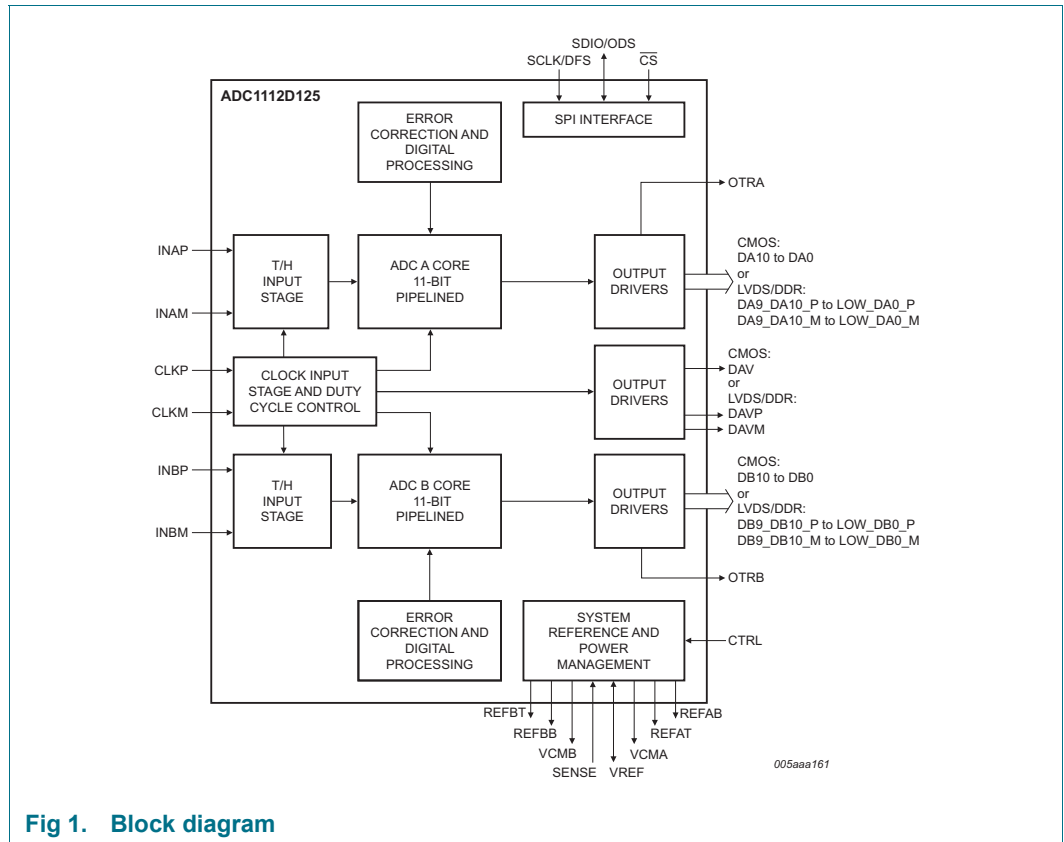 SDIO/ODS
SCLK/DFS
CS
ADC1112D125
ERROR
CORRECTION AND
DIGITAL
PROCESSING
SPI INTERFACE
OTRA
INAP
INAM
T/H
INPUT
STAGE
ADC A CORE
11-BIT
PIPELINED
OUTPUT
DRIVERS
CMOS:
DA10 to DA0
or
LVDS/DDR:
DA9_DA10_P to LOW_DA0_P
DA9_DA10_M to LOW_DA0_M
CLKP
CLKM
CLOCK INPUT
STAGE AND DUTY
CYCLE CONTROL
OUTPUT
DRIVERS
CMOS:
DAV
or
LVDS/DDR:
DAVP
DAVM
INBP
INBM
T/H
INPUT
STAGE
ADC B CORE
11-BIT
PIPELINED
OUTPUT
DRIVERS
CMOS:
DB10 to DB0
or
LVDS/DDR:
DB9_DB10_P to LOW_DB0_P
DB9_DB10_M to LOW_DB0_M
OTRB
ERROR
CORRECTION AND
DIGITAL
PROCESSING
SYSTEM
REFERENCE AND
POWER
MANAGEMENT
CTRL
REFBT
REFBB
VCMB
SENSE
VREF
VCMA
REFAT
REFAB
005aaa161
Fig 1. Block diagram